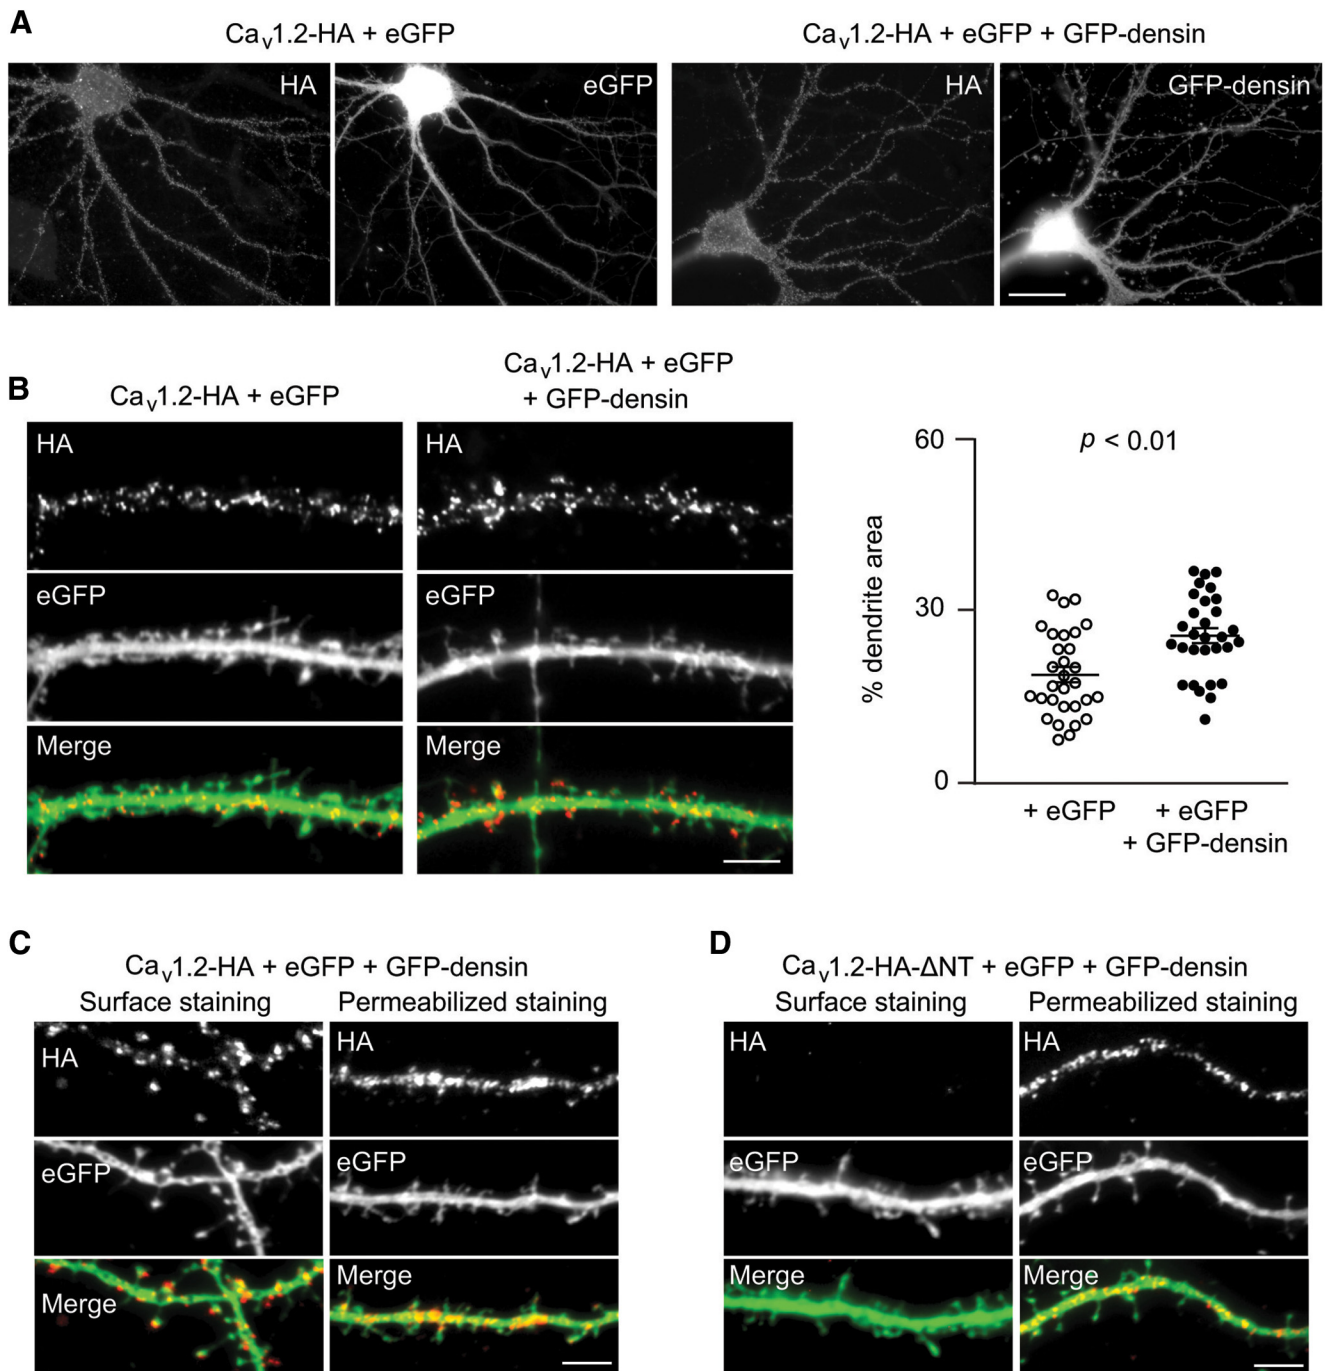 A
Cav1.2-HA + eGFP
Cav1.2-HA + eGFP + GFP-densin
HA
eGFP
HA
GFP-densin
B
Cav1.2-HA + eGFP
Cav1.2-HA + eGFP
+ GFP-densin
HA
HA
eGFP
eGFP
Merge
Merge
p < 0.01
60
30
0
% dendrite area
+ eGFP
+ eGFP
+ GFP-densin
C
Cav1.2-HA + eGFP + GFP-densin
Surface staining
Permeabilized staining
HA
HA
eGFP
eGFP
Merge
Merge
D
Cav1.2-HA-ΔNT + eGFP + GFP-densin
Surface staining
Permeabilized staining
HA
HA
eGFP
eGFP
Merge
Merge